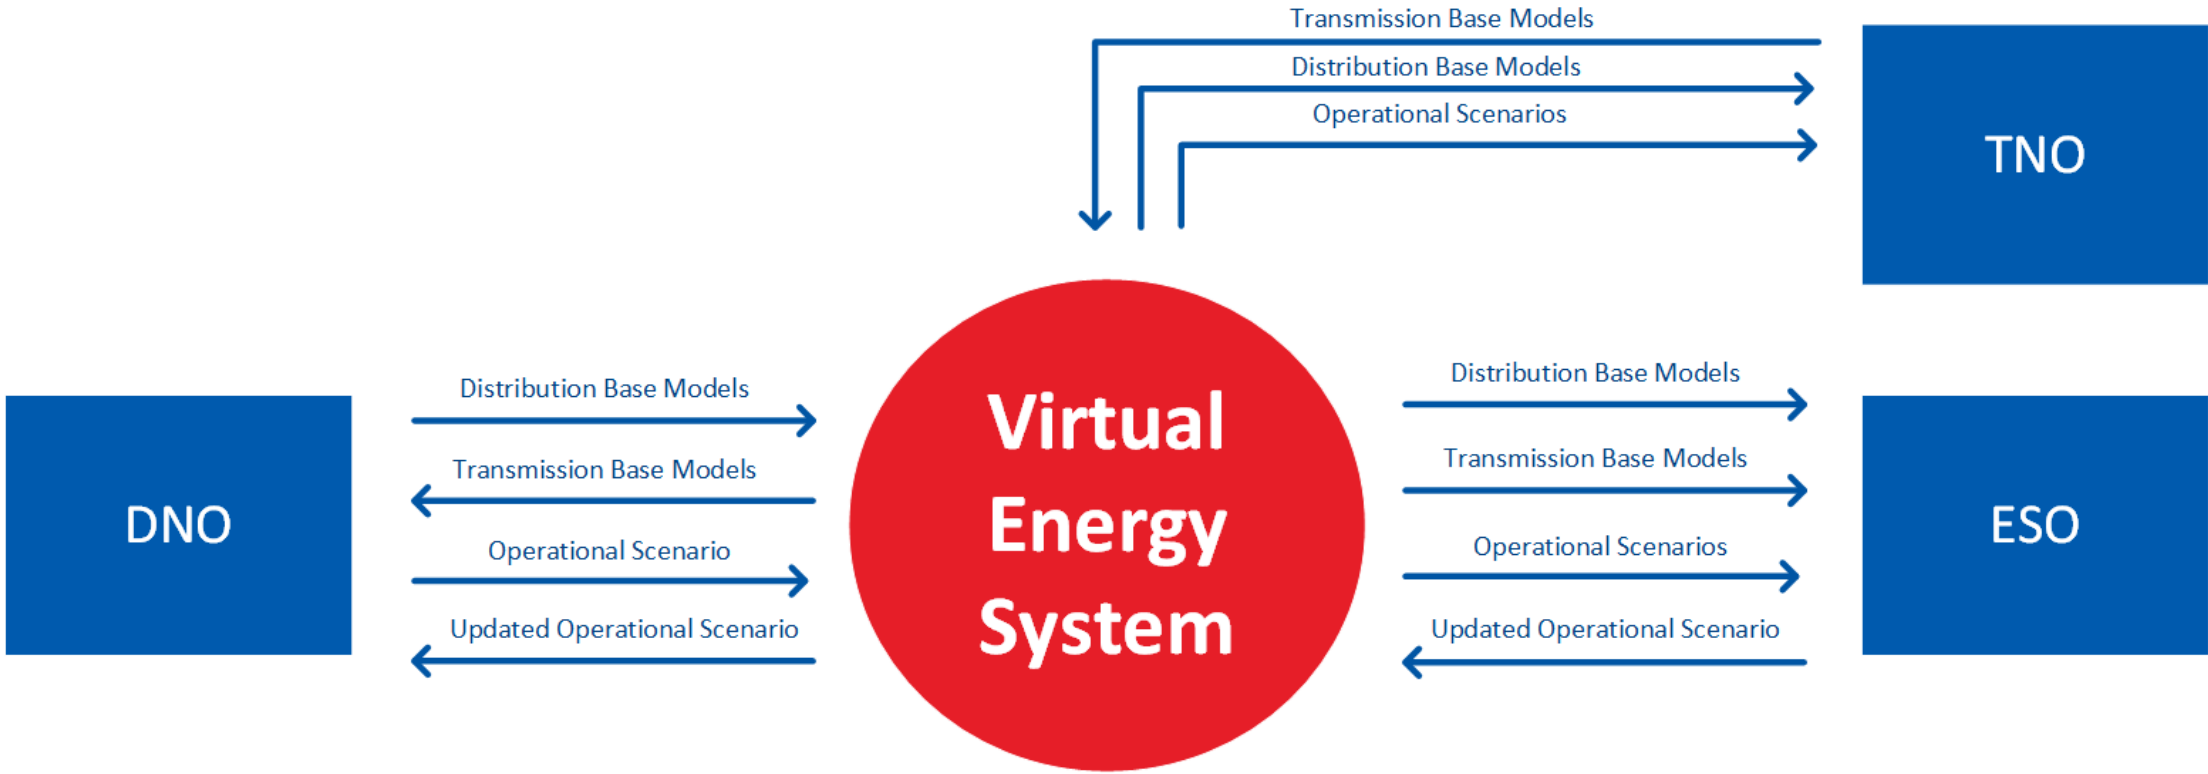 Transmission Base Models
Distribution Base Models
Operational Scenarios
TNO
DNO
Distribution Base Models
Transmission Base Models
Operational Scenario
Updated Operational Scenario
Virtual
Energy
System
Distribution Base Models
Transmission Base Models
Operational Scenarios
Updated Operational Scenario
ESO